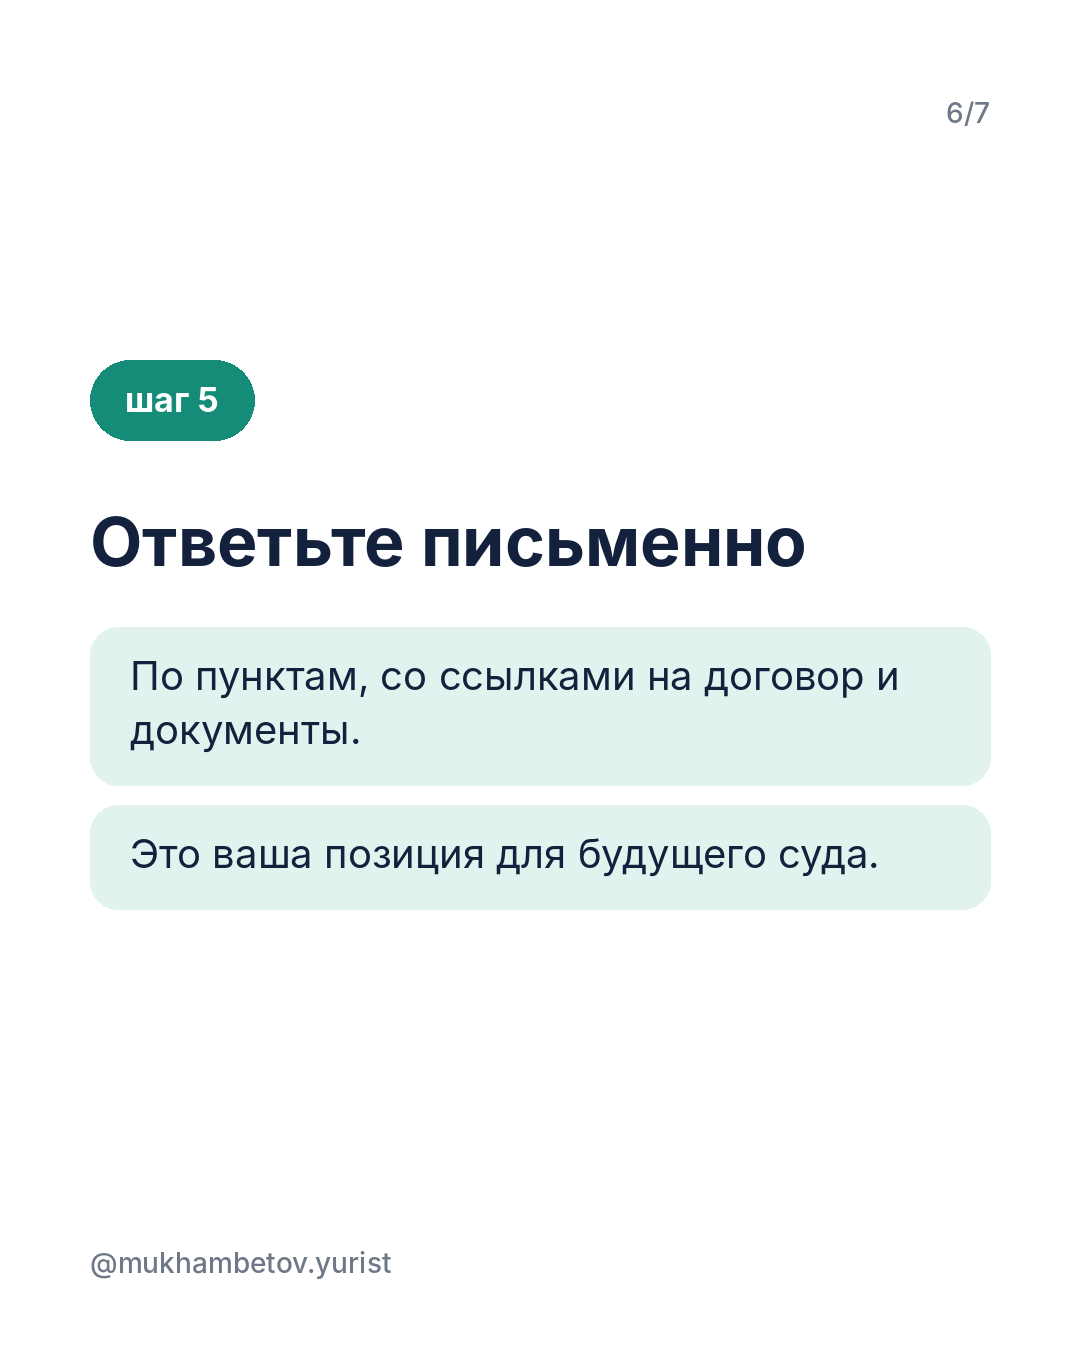 6/7
шаг 5
Ответьте письменно
По пунктам, со ссылками на договор и
документы.
Это ваша позиция для будущего суда.
@mukhambetov.yurist